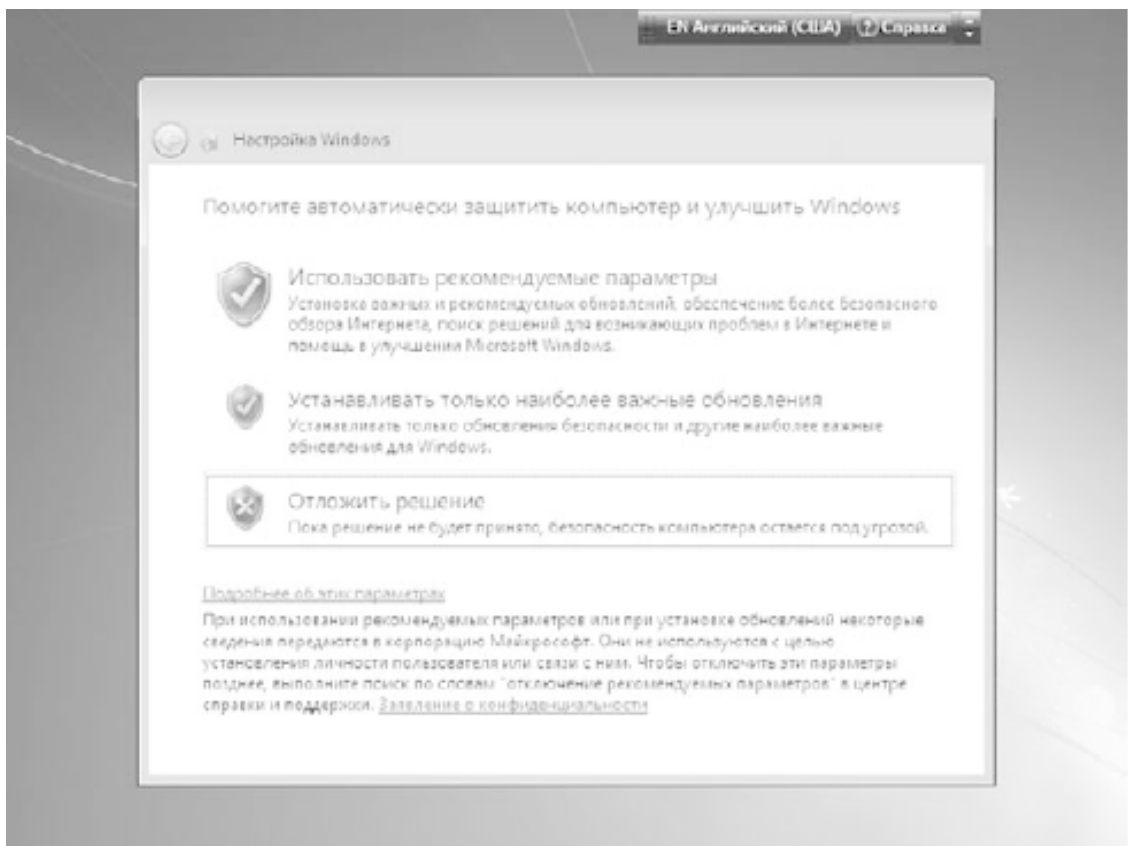 EN Английский (США) Справка
Настройка Windows
Помогите автоматически защитить компьютер и улучшить Windows
Использовать рекомендуемые параметры
Установка важных и рекомендуемых обновлений, обеспечение более безопасного
обзора Интернета, поиск решений для возникающих проблем в Интернете и
помощь в улучшении Microsoft Windows.
Устанавливать только наиболее важные обновления
Устанавливать только обновления безопасности и другие наиболее важные
обновления для Windows.
Отложить решение
Пока решение не будет принято, безопасность компьютера остается под угрозой.
Подробнее об этих параметрах
При использовании рекомендуемых параметров или при установке обновлений некоторые
сведения передаются в корпорацию Майкрософт. Они не используются с целью
установления личности пользователя или связи с ним. Чтобы отключить эти параметры
позднее, выполните поиск по словам "отключение рекомендуемых параметров" в центре
справки и поддержки. Заявление о конфиденциальности